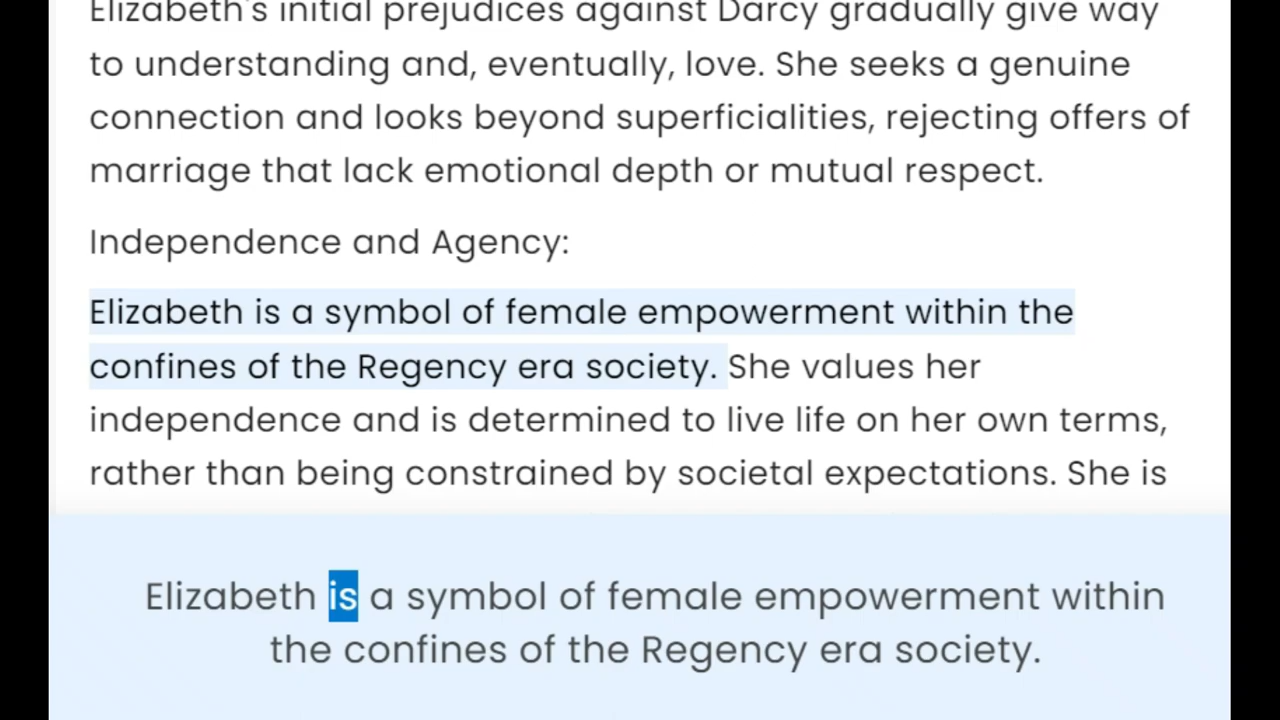 Elizabeth's initial prejudices against Darcy gradually give way
to understanding and, eventually, love. She seeks a genuine
connection and looks beyond superficialities, rejecting offers of
marriage that lack emotional depth or mutual respect.
Independence and Agency:
Elizabeth is a symbol of female empowerment within the
confines of the Regency era society. She values her
independence and is determined to live life on her own terms,
rather than being constrained by societal expectations. She is
Elizabeth is a symbol of female empowerment within
the confines of the Regency era society.